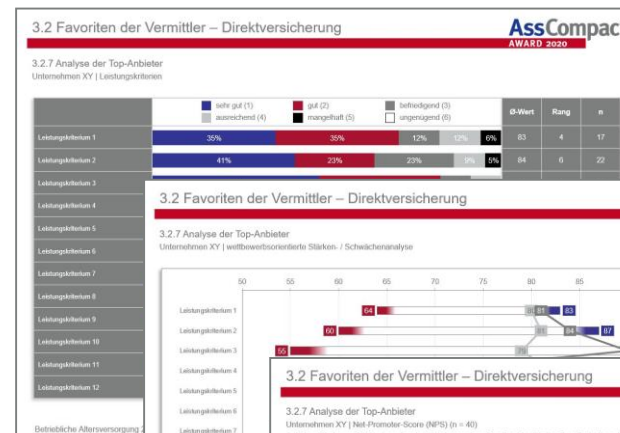 3.2 Favoriten der Vermittler – Direktversicherung
AssCompac
AWARD 2020
3.2.7 Analyse der Top-Anbieter
Unternehmen XY | Leistungskriterien
sehr gut (1) gut (2) befriedigend (3)
ausreichend (4) mangelhaft (5) ungenügend (6)
Ø-Wert Rang n
Leistungskriterium 1 35% 35% 12% 12% 6% 83 4 17
Leistungskriterium 2 41% 23% 23% 9% 5% 84 6 22
Leistungskriterium 3
Leistungskriterium 4
Leistungskriterium 5
Leistungskriterium 6
Leistungskriterium 7
Leistungskriterium 8
Leistungskriterium 9
Leistungskriterium 10
Leistungskriterium 11
Leistungskriterium 12
Betriebliche Altersversorgung 2
3.2 Favoriten der Vermittler – Direktversicherung
3.2.7 Analyse der Top-Anbieter
Unternehmen XY | wettbewerbsorientierte Stärken- / Schwächenanalyse
50 55 60 65 70 75 80 85
Leistungskriterium 1 64 81 83
Leistungskriterium 2 60 81 84 87
Leistungskriterium 3 55 79
Leistungskriterium 4
Leistungskriterium 5
Leistungskriterium 6
Leistungskriterium 7
3.2 Favoriten der Vermittler – Direktversicherung
3.2.7 Analyse der Top-Anbieter
Unternehmen XY | Net-Promoter-Score (NPS) (n = 40)